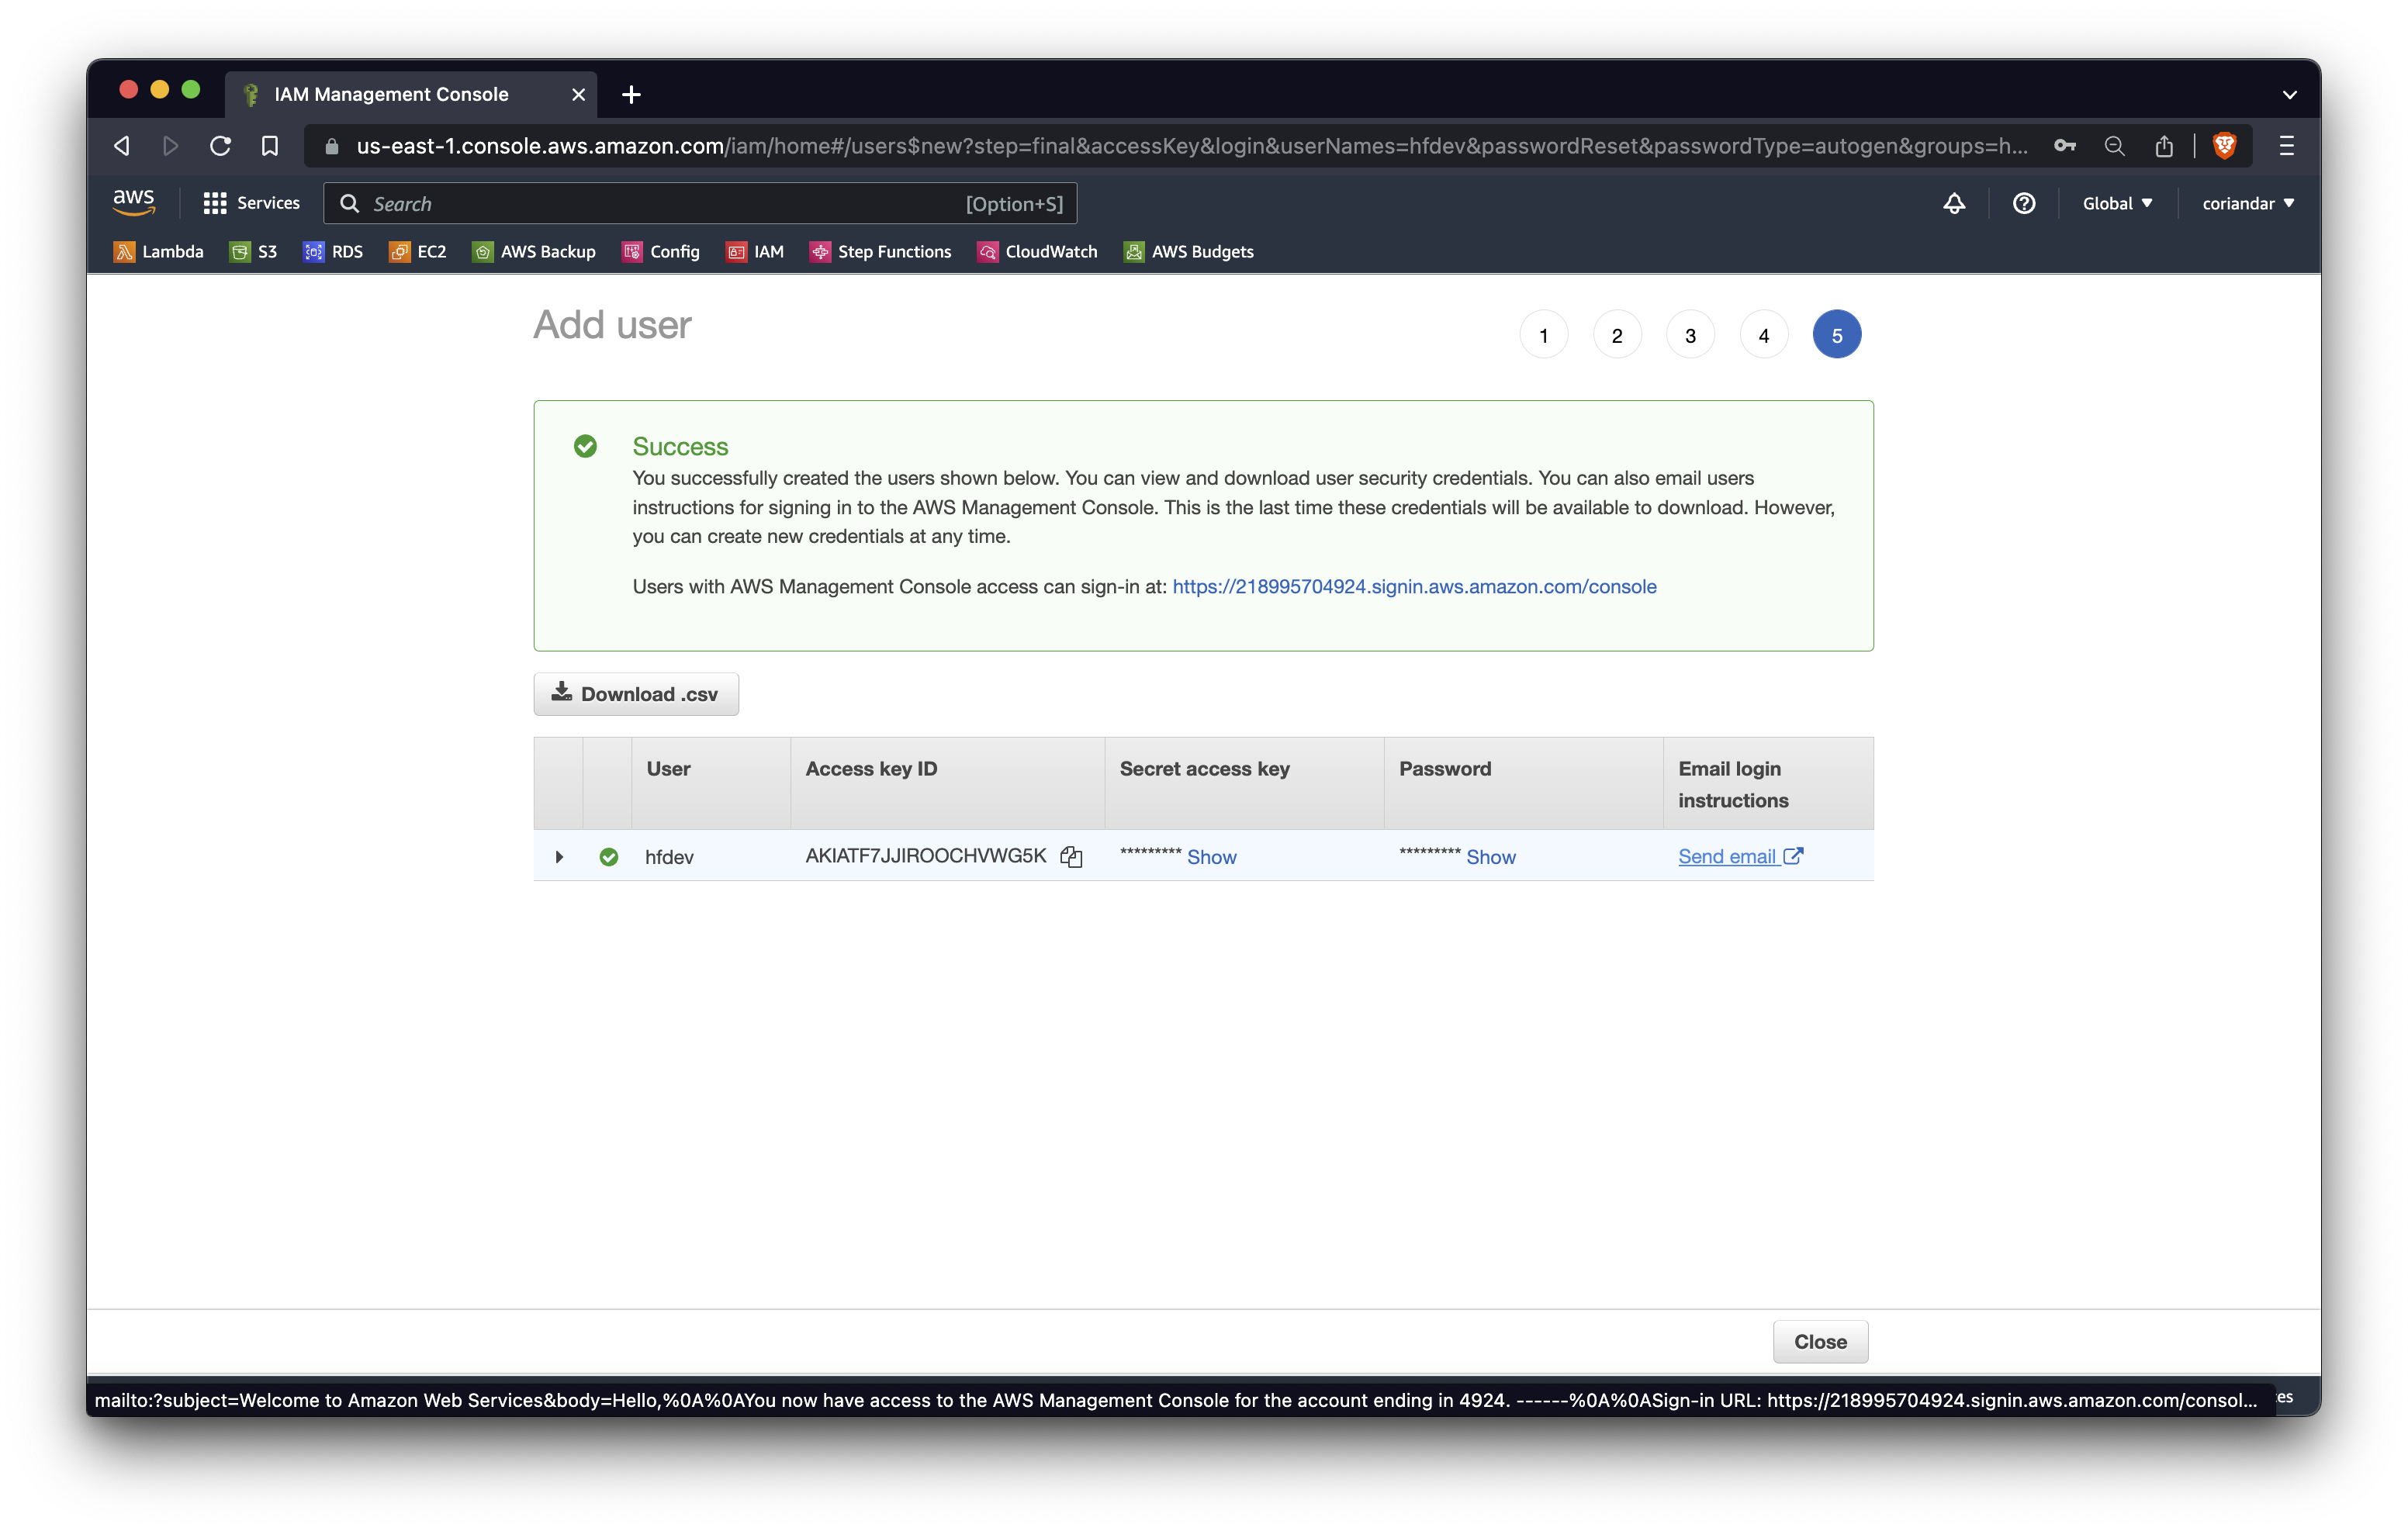 IAM Management Console
us-east-1.console.aws.amazon.com/iam/home#/users$new?step=final&accessKey&login&userNames=hfdev&passwordReset&passwordType=autogen&groups=h...
aws Services Search [Option+S] Global coriandar
Lambda S3 RDS EC2 AWS Backup Config IAM Step Functions CloudWatch AWS Budgets
Add user 1 2 3 4 5
Success
You successfully created the users shown below. You can view and download user security credentials. You can also email users
instructions for signing in to the AWS Management Console. This is the last time these credentials will be available to download. However,
you can create new credentials at any time.
Users with AWS Management Console access can sign-in at: https://218995704924.signin.aws.amazon.com/console
Download .csv
User Access key ID Secret access key Password Email login
instructions
hfdev AKIATF7JJIROOCHVWG5K ********* Show ********* Show Send email
Close
mailto:?subject=Welcome to Amazon Web Services&body=Hello,%0A%0AYou now have access to the AWS Management Console for the account ending in 4924. ------%0A%0ASign-in URL: https://218995704924.signin.aws.amazon.com/consol...